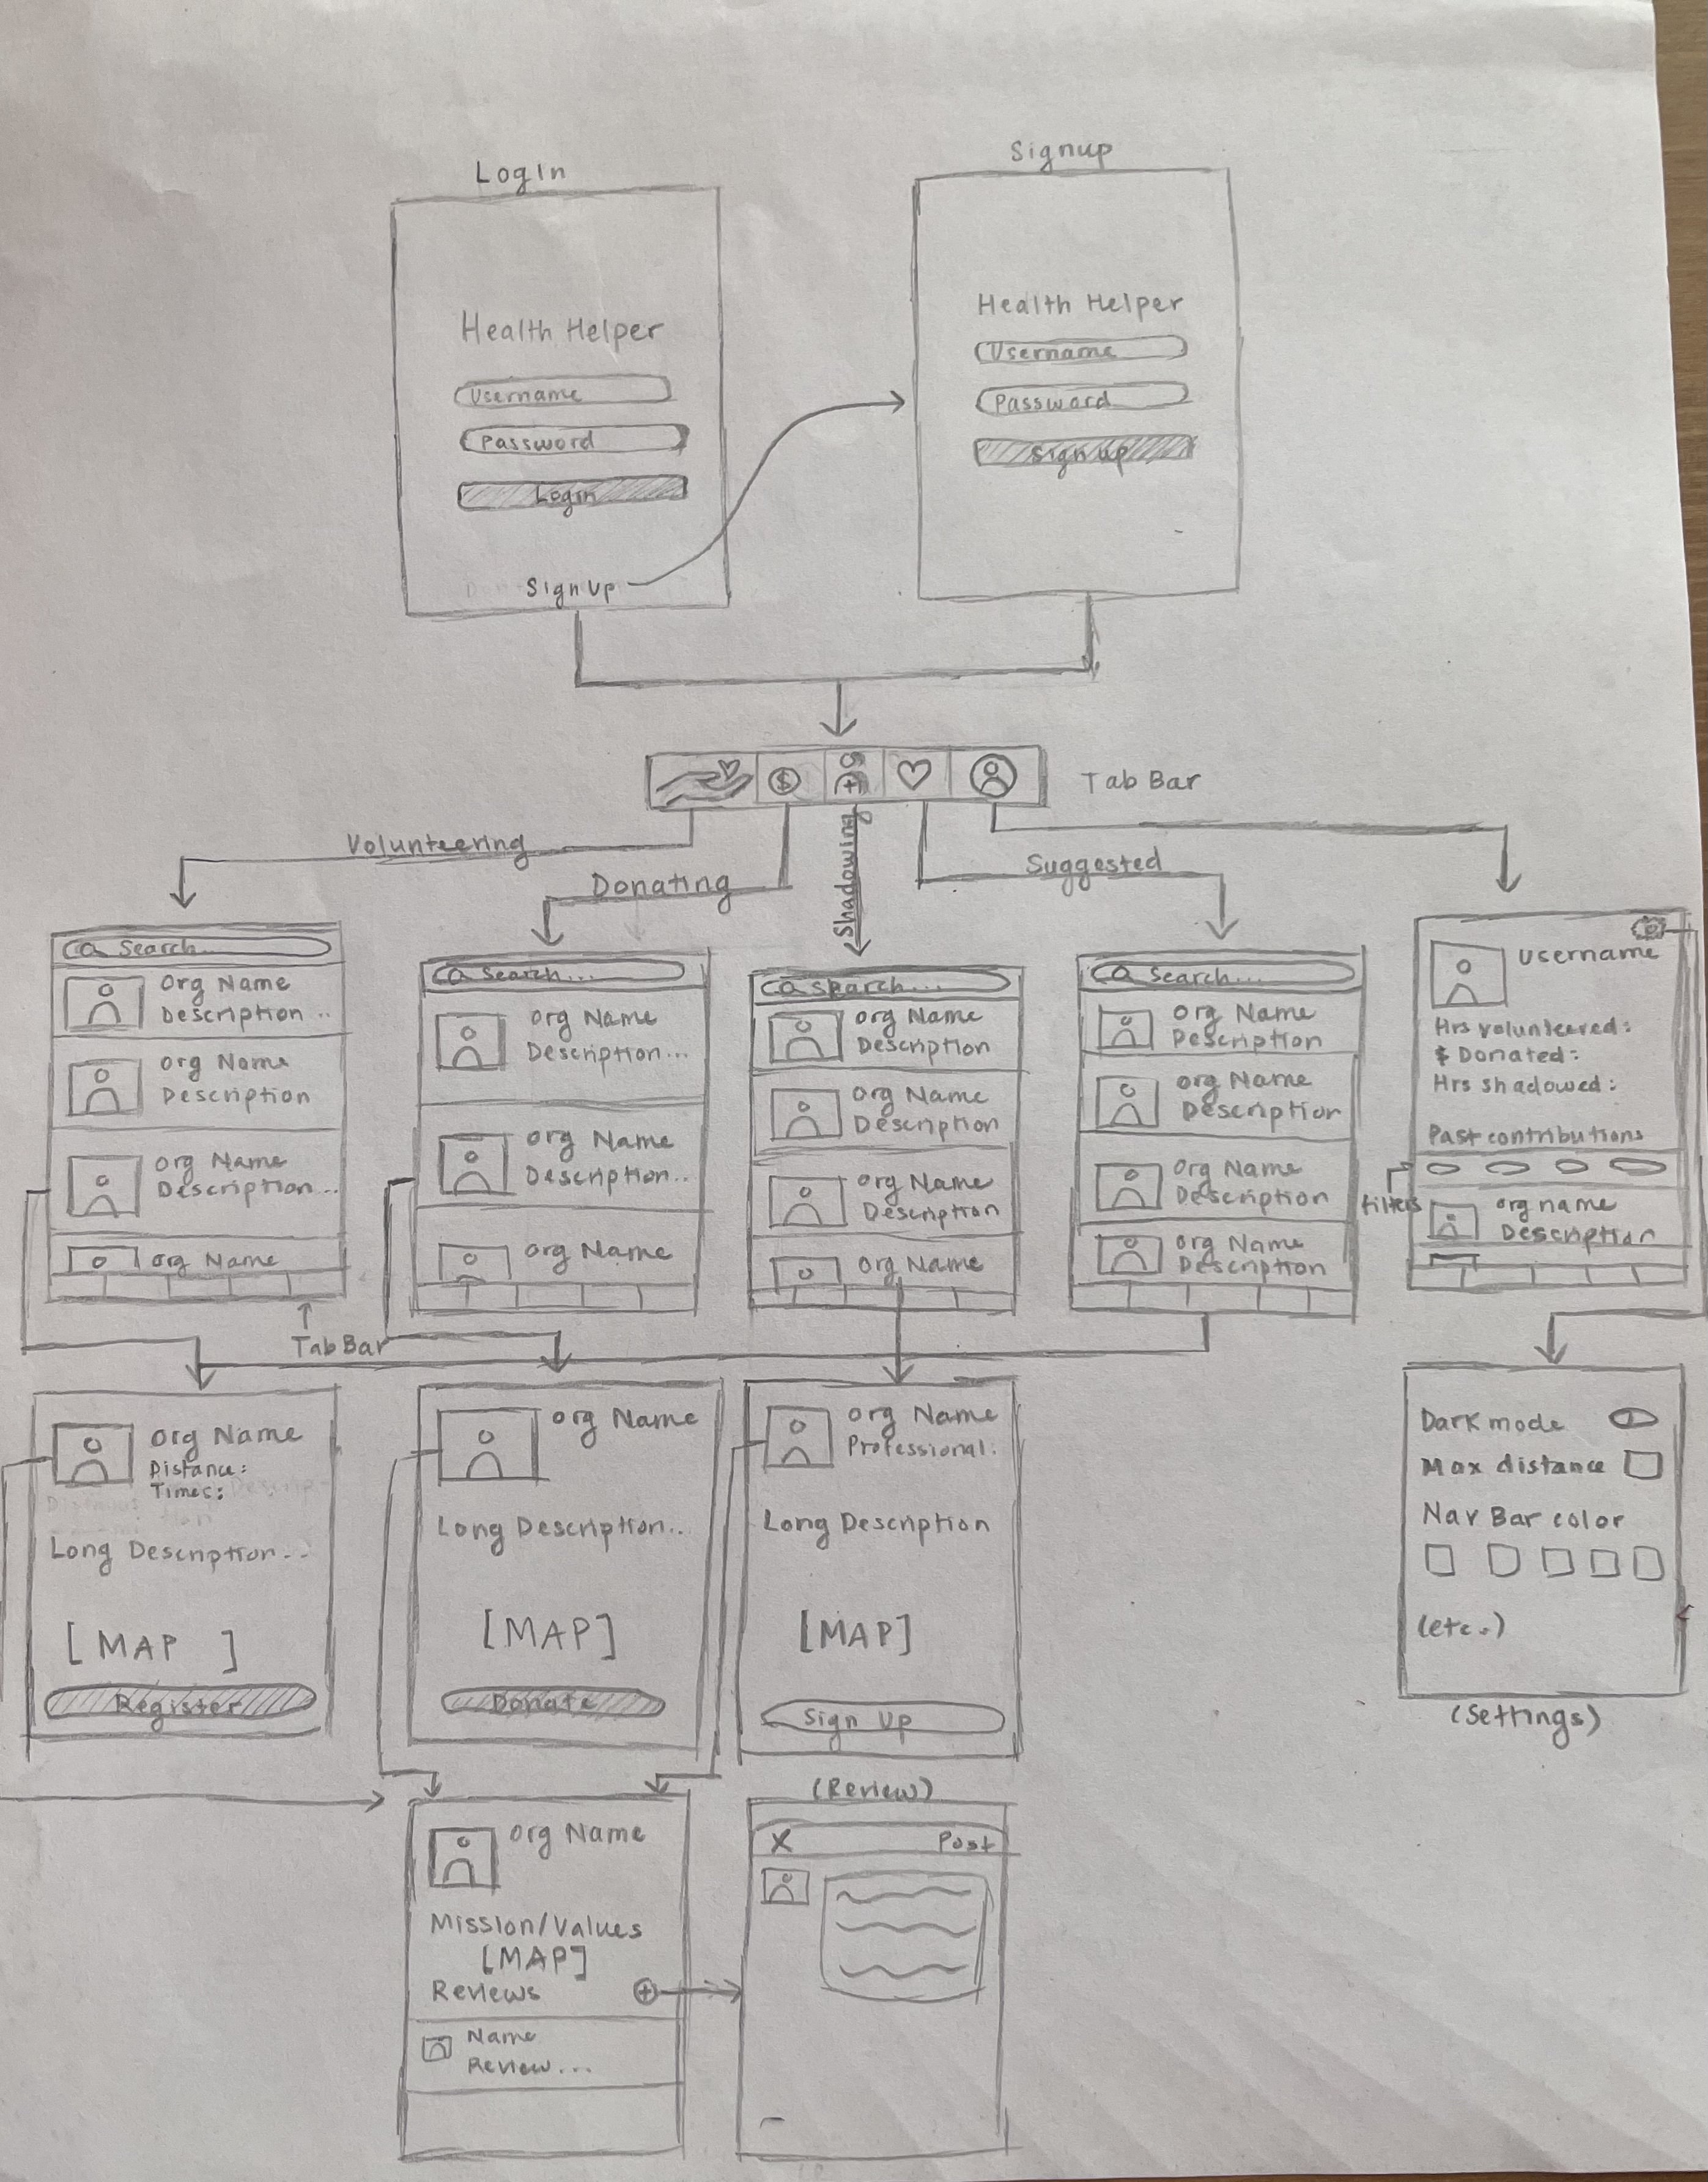 LogIn
Signup
Health Helper
Username
Password
Login
SignUp
Health Helper
Username
Password
Sign up
$
Tab Bar
Volunteering
Donating
Shadowing
Suggested
Search...
Org Name
Description ..
Org Name
Description
Org Name
Description...
Org Name
Tab Bar
Search...
Org Name
Description...
Org Name
Description..
Org Name
Search...
Org Name
Description
Org Name
Description
Org Name
Description
Org Name
Search...
Org Name
Description
Org Name
Description
Org Name
Description
Org Name
Description
Username
Hrs volunteered:
$ Donated:
Hrs shadowed:
Past contributions
filters
org name
Description
Org Name
Distance:
Times:
Long Description...
[MAP ]
Register
Org Name
Long Description...
[MAP]
Donate
Org Name
Professional:
Long Description
[MAP]
Sign Up
Dark mode
Max distance
Nav Bar color
(etc.)
(Settings)
Org Name
Mission/Values
[MAP]
Reviews +
Name
Review...
(Review)
X Post